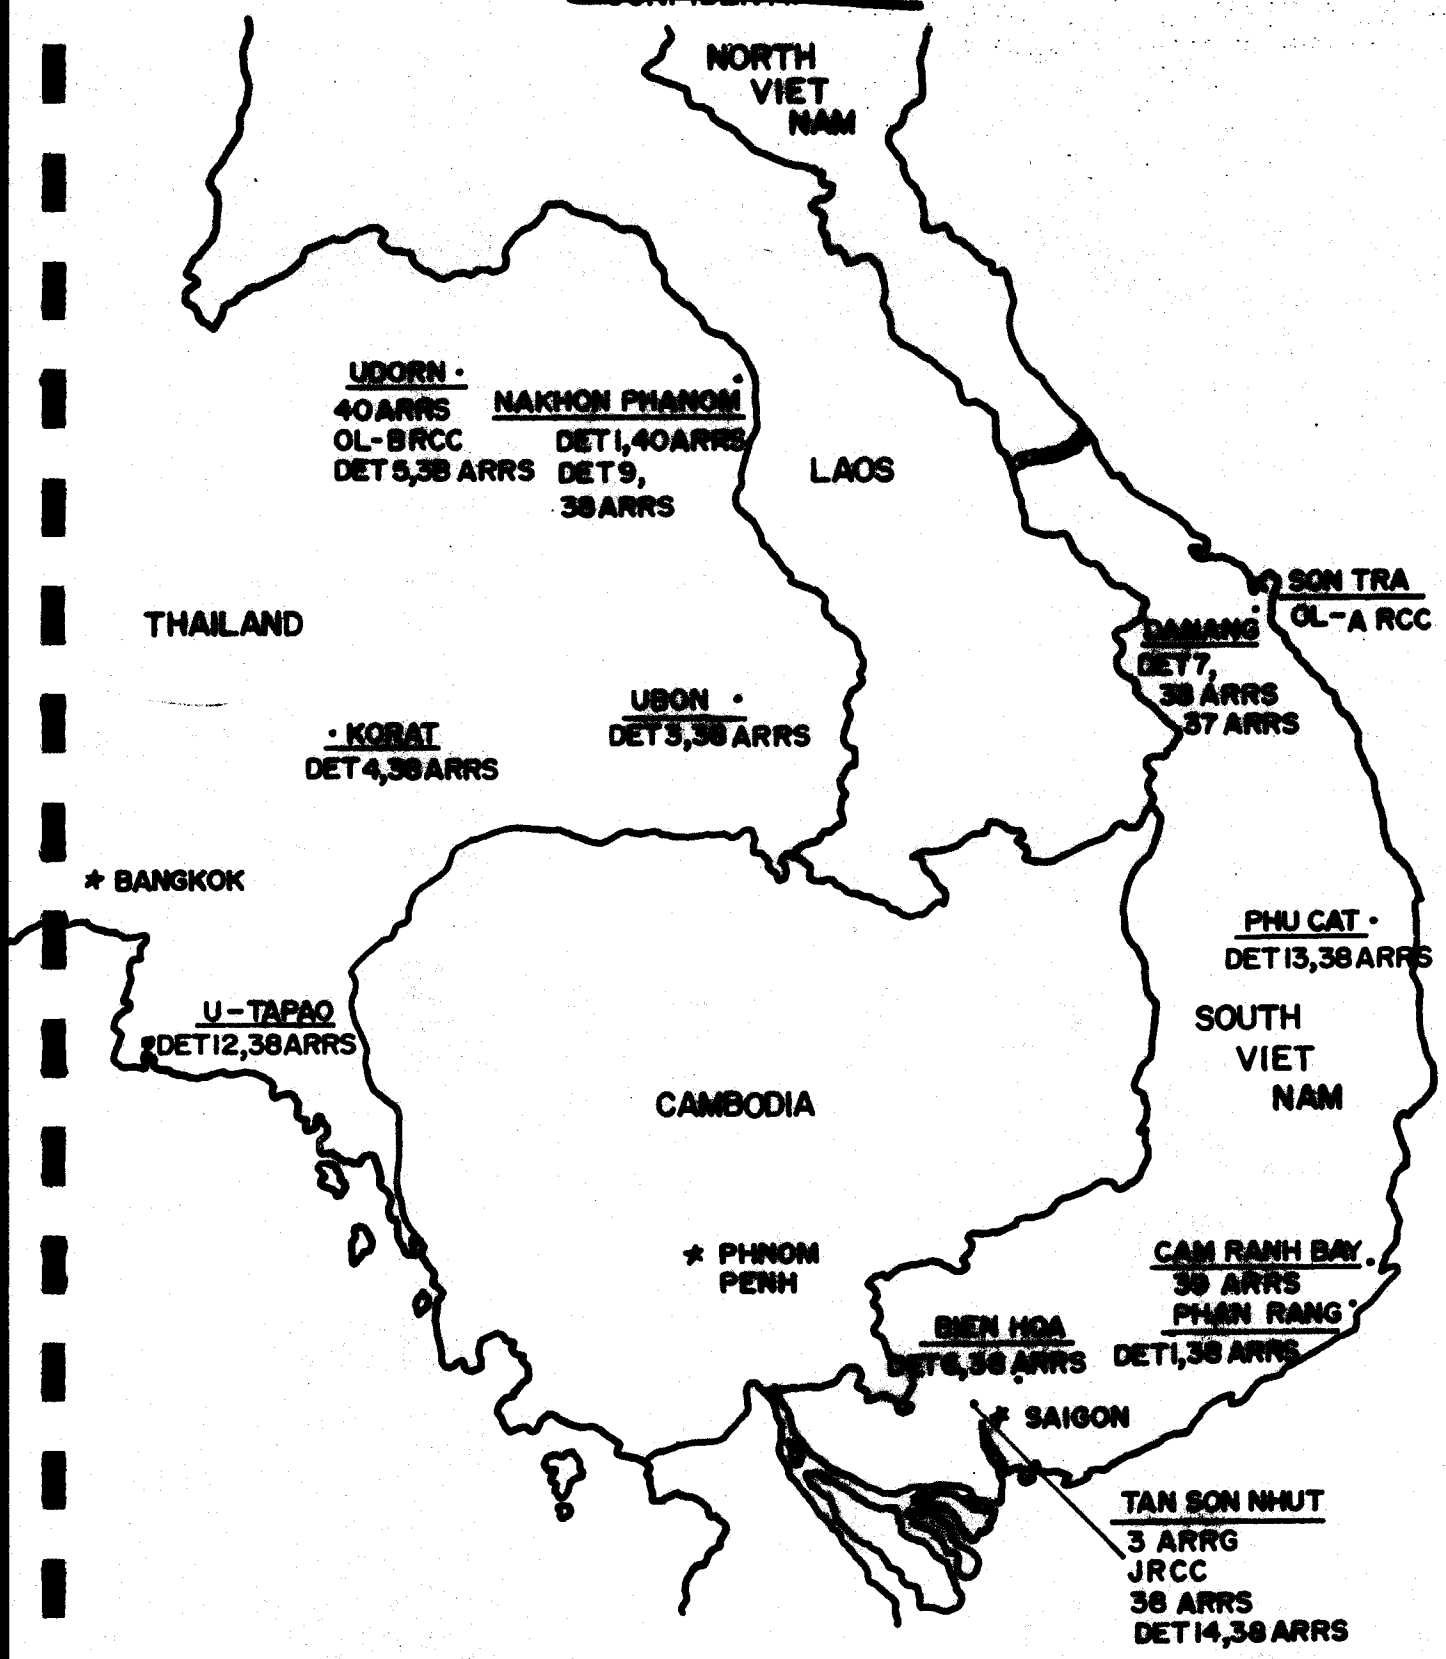 NORTH
VIET
NAM
UDORN
40 ARRS
OL-B RCC
DET 5,38 ARRS
NAKHON PHANOM
DET 1,40 ARRS
DET 9,
38 ARRS
LAOS
THAILAND
SON TRA
OL-A RCC
DANANG
DET 7,
38 ARRS
37 ARRS
UBON
DET 3,38 ARRS
KORAT
DET 4,38 ARRS
* BANGKOK
PHU CAT
DET 13,38 ARRS
U-TAPAO
DET 12,38 ARRS
SOUTH
VIET
NAM
CAMBODIA
* PHNOM
PENH
CAM RANH BAY
39 ARRS
PHAN RANG
DET 1,38 ARRS
BIEN HOA
DET 6,38 ARRS
* SAIGON
TAN SON NHUT
3 ARRG
JRCC
38 ARRS
DET 14,38 ARRS